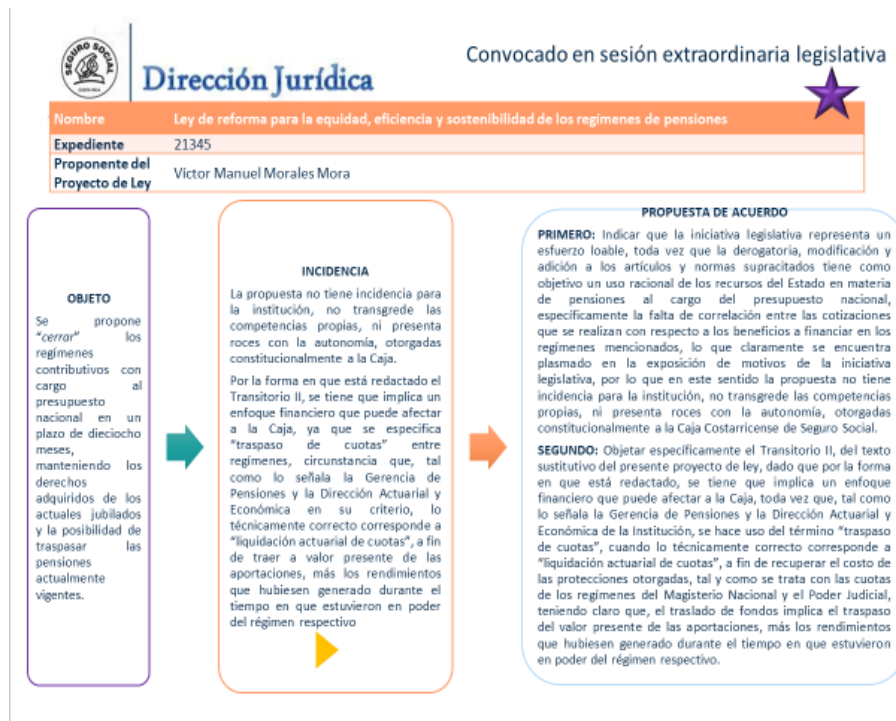 SEGURO SOCIAL
COSTA RICA
Dirección Jurídica
Convocado en sesión extraordinaria legislativa
Nombre Ley de reforma para la equidad, eficiencia y sostenibilidad de los regímenes de pensiones
Expediente 21345
Proponente del
Proyecto de Ley
Víctor Manuel Morales Mora
OBJETO
Se propone
"cerrar" los
regímenes
contributivos con
cargo al
presupuesto
nacional en un
plazo de dieciocho
meses,
manteniendo los
derechos
adquiridos de los
actuales jubilados
y la posibilidad de
traspasar las
pensiones
actualmente
vigentes.
INCIDENCIA
La propuesta no tiene incidencia para
la institución, no transgrede las
competencias propias, ni presenta
roces con la autonomía, otorgadas
constitucionalmente a la Caja.
Por la forma en que está redactado el
Transitorio II, se tiene que implica un
enfoque financiero que puede afectar
a la Caja, ya que se especifica
"traspaso de cuotas" entre
regímenes, circunstancia que, tal
como lo señala la Gerencia de
Pensiones y la Dirección Actuarial y
Económica en su criterio, lo
técnicamente correcto corresponde a
"liquidación actuarial de cuotas", a fin
de traer a valor presente de las
aportaciones, más los rendimientos
que hubiesen generado durante el
tiempo en que estuvieron en poder
del régimen respectivo
PROPUESTA DE ACUERDO
PRIMERO: Indicar que la iniciativa legislativa representa un
esfuerzo loable, toda vez que la derogatoria, modificación y
adición a los artículos y normas supracitados tiene como
objetivo un uso racional de los recursos del Estado en materia
de pensiones al cargo del presupuesto nacional,
específicamente la falta de correlación entre las cotizaciones
que se realizan con respecto a los beneficios a financiar en los
regímenes mencionados, lo que claramente se encuentra
plasmado en la exposición de motivos de la iniciativa
legislativa, por lo que en este sentido la propuesta no tiene
incidencia para la institución, no transgrede las competencias
propias, ni presenta roces con la autonomía, otorgadas
constitucionalmente a la Caja Costarricense de Seguro Social.
SEGUNDO: Objetar específicamente el Transitorio II, del texto
sustitutivo del presente proyecto de ley, dado que por la forma
en que está redactado, se tiene que implica un enfoque
financiero que puede afectar a la Caja, toda vez que, tal como
lo señala la Gerencia de Pensiones y la Dirección Actuarial y
Económica de la Institución, se hace uso del término "traspaso
de cuotas", cuando lo técnicamente correcto corresponde a
"liquidación actuarial de cuotas", a fin de recuperar el costo de
las protecciones otorgadas, tal y como se trata con las cuotas
de los regímenes del Magisterio Nacional y el Poder Judicial,
teniendo claro que, el traslado de fondos implica el traspaso
del valor presente de las aportaciones, más los rendimientos
que hubiesen generado durante el tiempo en que estuvieron
en poder del régimen respectivo.